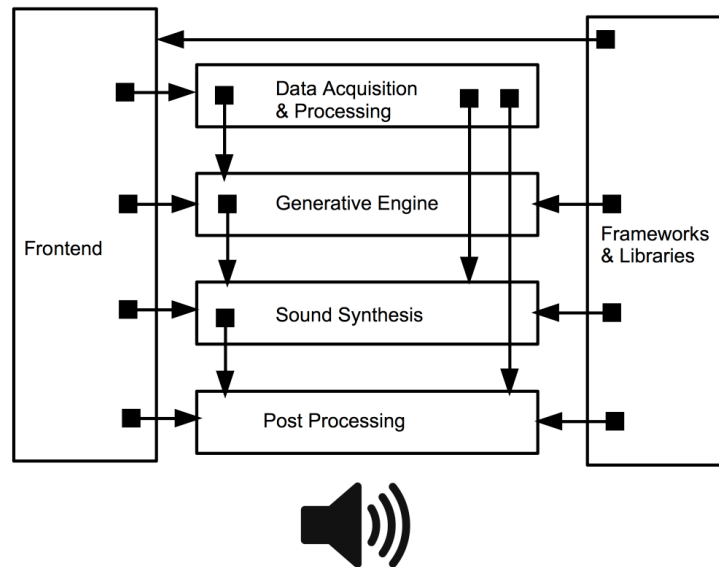 Data Acquisition
& Processing
Generative Engine
Frontend
Frameworks
& Libraries
Sound Synthesis
Post Processing